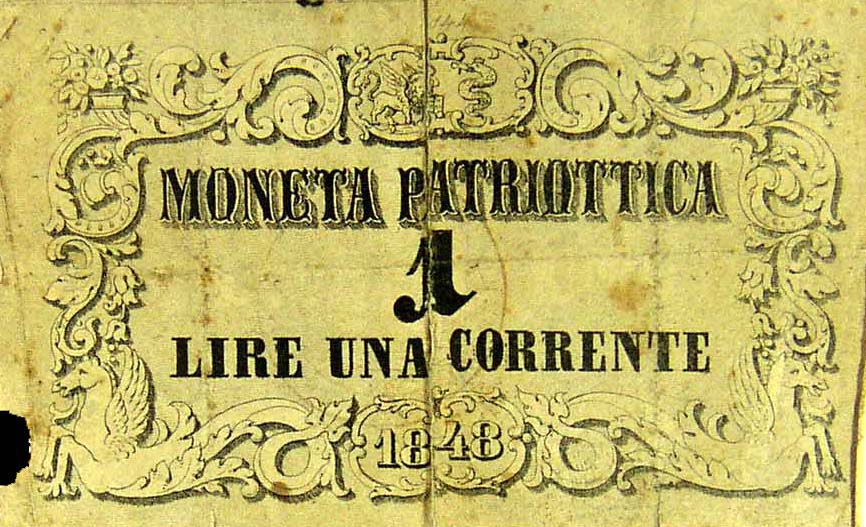 MONETA PATRIOTTICA
1
LIRE UNA CORRENTE
1848